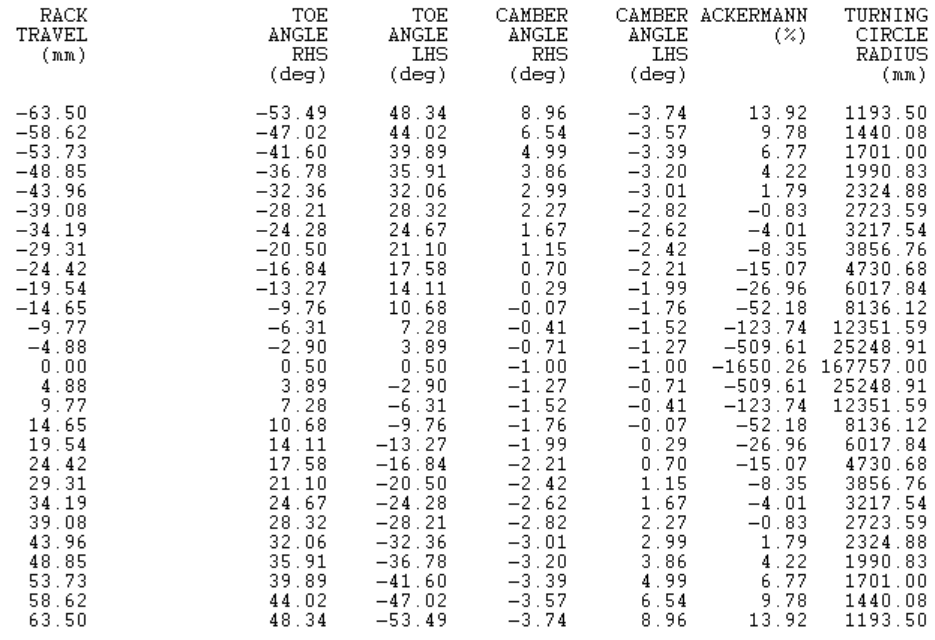 RACK TOE TOE CAMBER CAMBER ACKERMANN TURNING
TRAVEL ANGLE ANGLE ANGLE ANGLE (%) CIRCLE
(mm) RHS LHS RHS LHS RADIUS
(deg) (deg) (deg) (deg) (mm)
-63.50 -53.49 48.34 8.96 -3.74 13.92 1193.50
-58.62 -47.02 44.02 6.54 -3.57 9.78 1440.08
-53.73 -41.60 39.89 4.99 -3.39 6.77 1701.00
-48.85 -36.78 35.91 3.86 -3.20 4.22 1990.83
-43.96 -32.36 32.06 2.99 -3.01 1.79 2324.88
-39.08 -28.21 28.32 2.27 -2.82 -0.83 2723.59
-34.19 -24.28 24.67 1.67 -2.62 -4.01 3217.54
-29.31 -20.50 21.10 1.15 -2.42 -8.35 3856.76
-24.42 -16.84 17.58 0.70 -2.21 -15.07 4730.68
-19.54 -13.27 14.11 0.29 -1.99 -26.96 6017.84
-14.65 -9.76 10.68 -0.07 -1.76 -52.18 8136.12
-9.77 -6.31 7.28 -0.41 -1.52 -123.74 12351.59
-4.88 -2.90 3.89 -0.71 -1.27 -509.61 25248.91
0.00 0.50 0.50 -1.00 -1.00 -1650.26 167757.00
4.88 3.89 -2.90 -1.27 -0.71 -509.61 25248.91
9.77 7.28 -6.31 -1.52 -0.41 -123.74 12351.59
14.65 10.68 -9.76 -1.76 -0.07 -52.18 8136.12
19.54 14.11 -13.27 -1.99 0.29 -26.96 6017.84
24.42 17.58 -16.84 -2.21 0.70 -15.07 4730.68
29.31 21.10 -20.50 -2.42 1.15 -8.35 3856.76
34.19 24.67 -24.28 -2.62 1.67 -4.01 3217.54
39.08 28.32 -28.21 -2.82 2.27 -0.83 2723.59
43.96 32.06 -32.36 -3.01 2.99 1.79 2324.88
48.85 35.91 -36.78 -3.20 3.86 4.22 1990.83
53.73 39.89 -41.60 -3.39 4.99 6.77 1701.00
58.62 44.02 -47.02 -3.57 6.54 9.78 1440.08
63.50 48.34 -53.49 -3.74 8.96 13.92 1193.50